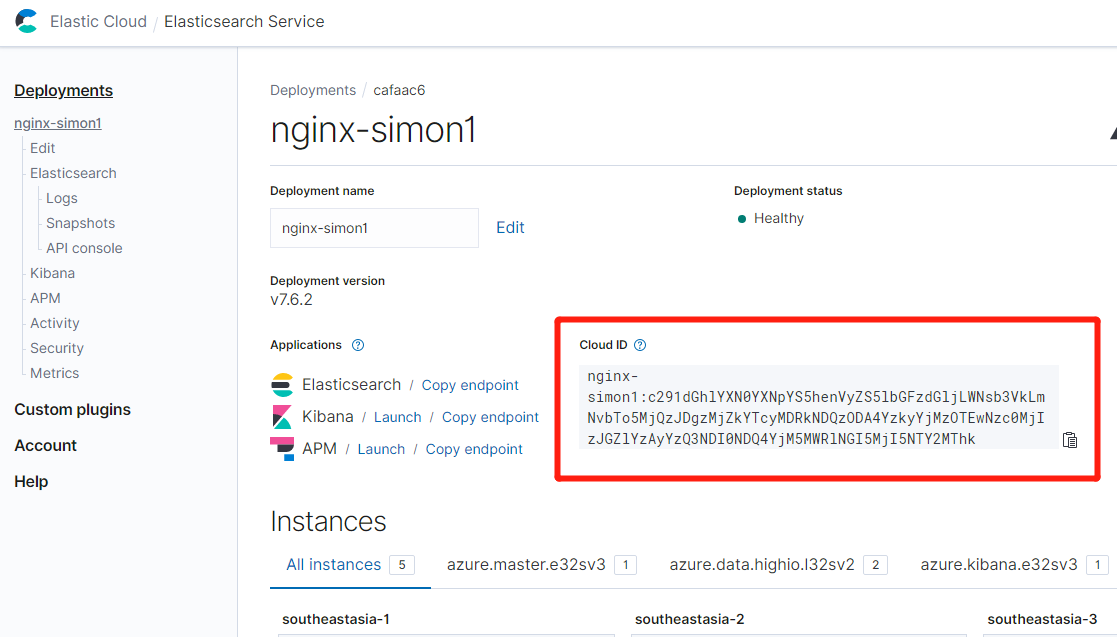 Elastic Cloud / Elasticsearch Service
Deployments
nginx-simon1
Edit
Elasticsearch
Logs
Snapshots
API console
Kibana
APM
Activity
Security
Metrics
Custom plugins
Account
Help
Deployments / cafaac6
nginx-simon1
Deployment name
nginx-simon1 Edit
Deployment status
Healthy
Deployment version
v7.6.2
Applications
Elasticsearch / Copy endpoint
Kibana / Launch / Copy endpoint
APM / Launch / Copy endpoint
Cloud ID
nginx-
simon1:c291dGhlYXN0YXNpYS5henVyZS5lbGFzdGljLWNsb3VkLm
NvbTo5MjQzJDgzMjZkYTcyMDRkNDQzODA4YzkyYjMzOTEwNzc0MjI
zJGZlYzAyYzQ3NDI0NDQ4YjM5MWRlNGI5MjI5NTY2MThk
Instances
All instances 5 azure.master.e32sv3 1 azure.data.highio.l32sv2 2 azure.kibana.e32sv3 1
southeastasia-1 southeastasia-2 southeastasia-3